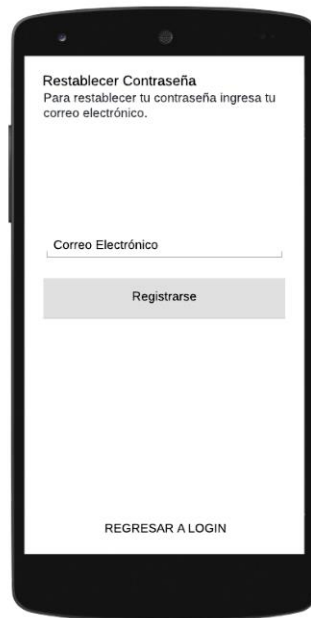 Restablecer Contraseña
Para restablecer tu contraseña ingresa tu
correo electrónico.
Correo Electrónico
Registrarse
REGRESAR A LOGIN